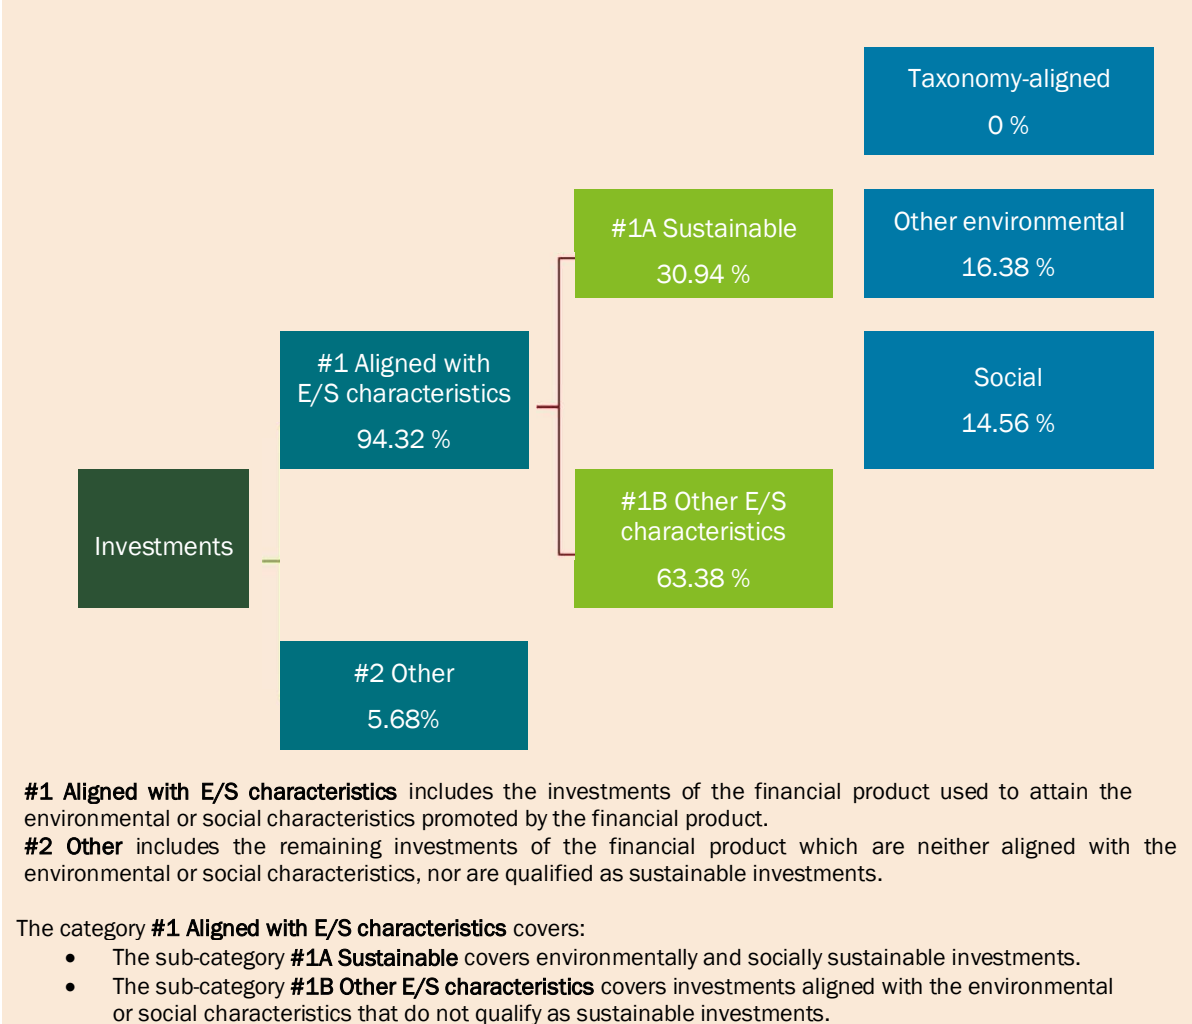 Taxonomy-aligned
0 %
#1A Sustainable
30.94 %
Other environmental
16.38 %
#1 Aligned with
E/S characteristics
94.32 %
Social
14.56 %
Investments
#1B Other E/S
characteristics
63.38 %
#2 Other
5.68%
#1 Aligned with E/S characteristics includes the investments of the financial product used to attain the
environmental or social characteristics promoted by the financial product.
#2 Other includes the remaining investments of the financial product which are neither aligned with the
environmental or social characteristics, nor are qualified as sustainable investments.
The category #1 Aligned with E/S characteristics covers:
• The sub-category #1A Sustainable covers environmentally and socially sustainable investments.
• The sub-category #1B Other E/S characteristics covers investments aligned with the environmental
or social characteristics that do not qualify as sustainable investments.